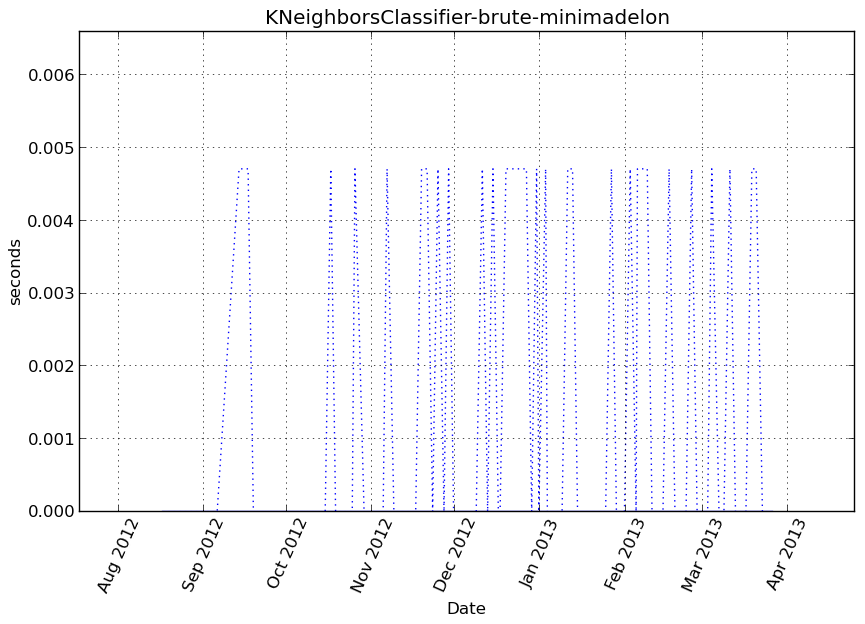 KNeighborsClassifier-brute-minimadelon
0.006
0.005
0.004
0.003
0.002
0.001
0.000
seconds
Aug 2012
Sep 2012
Oct 2012
Nov 2012
Dec 2012
Jan 2013
Feb 2013
Mar 2013
Apr 2013
Date